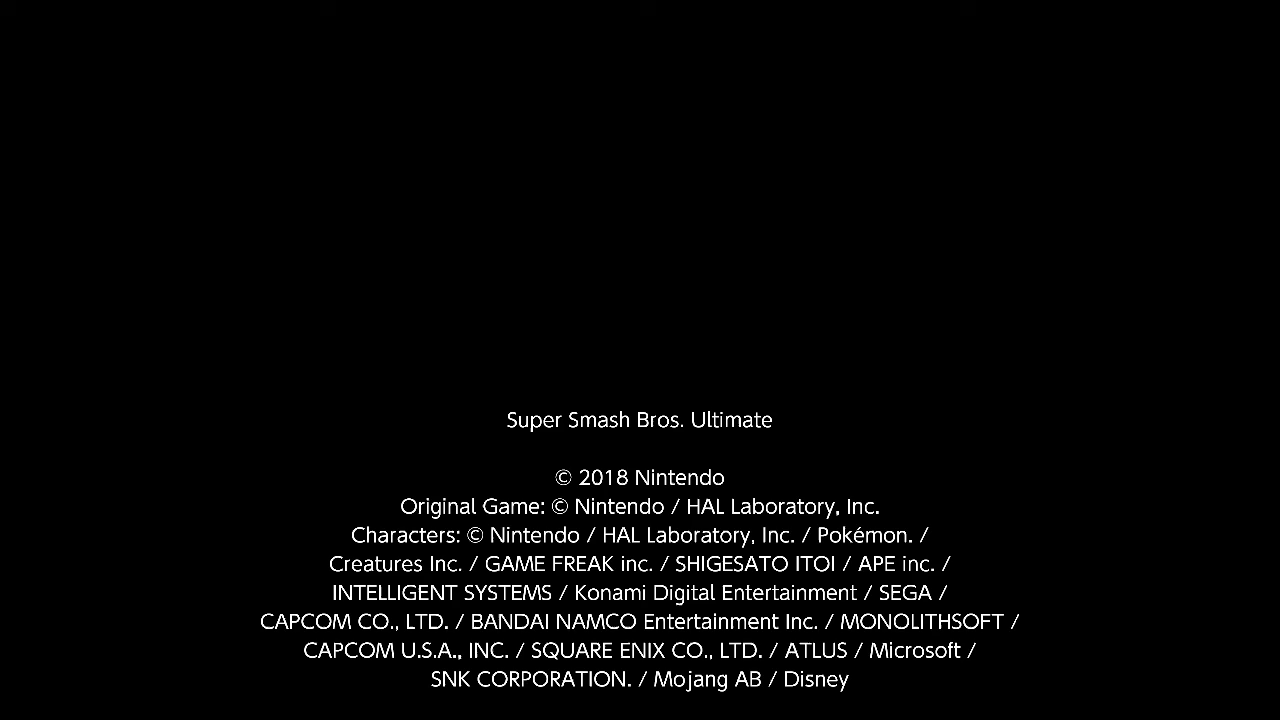 Super Smash Bros. Ultimate
© 2018 Nintendo
Original Game: © Nintendo / HAL Laboratory, Inc.
Characters: © Nintendo / HAL Laboratory, Inc. / Pokémon. /
Creatures Inc. / GAME FREAK inc. / SHIGESATO ITOI / APE inc. /
INTELLIGENT SYSTEMS / Konami Digital Entertainment / SEGA /
CAPCOM CO., LTD. / BANDAI NAMCO Entertainment Inc. / MONOLITHSOFT /
CAPCOM U.S.A., INC. / SQUARE ENIX CO., LTD. / ATLUS / Microsoft /
SNK CORPORATION. / Mojang AB / Disney